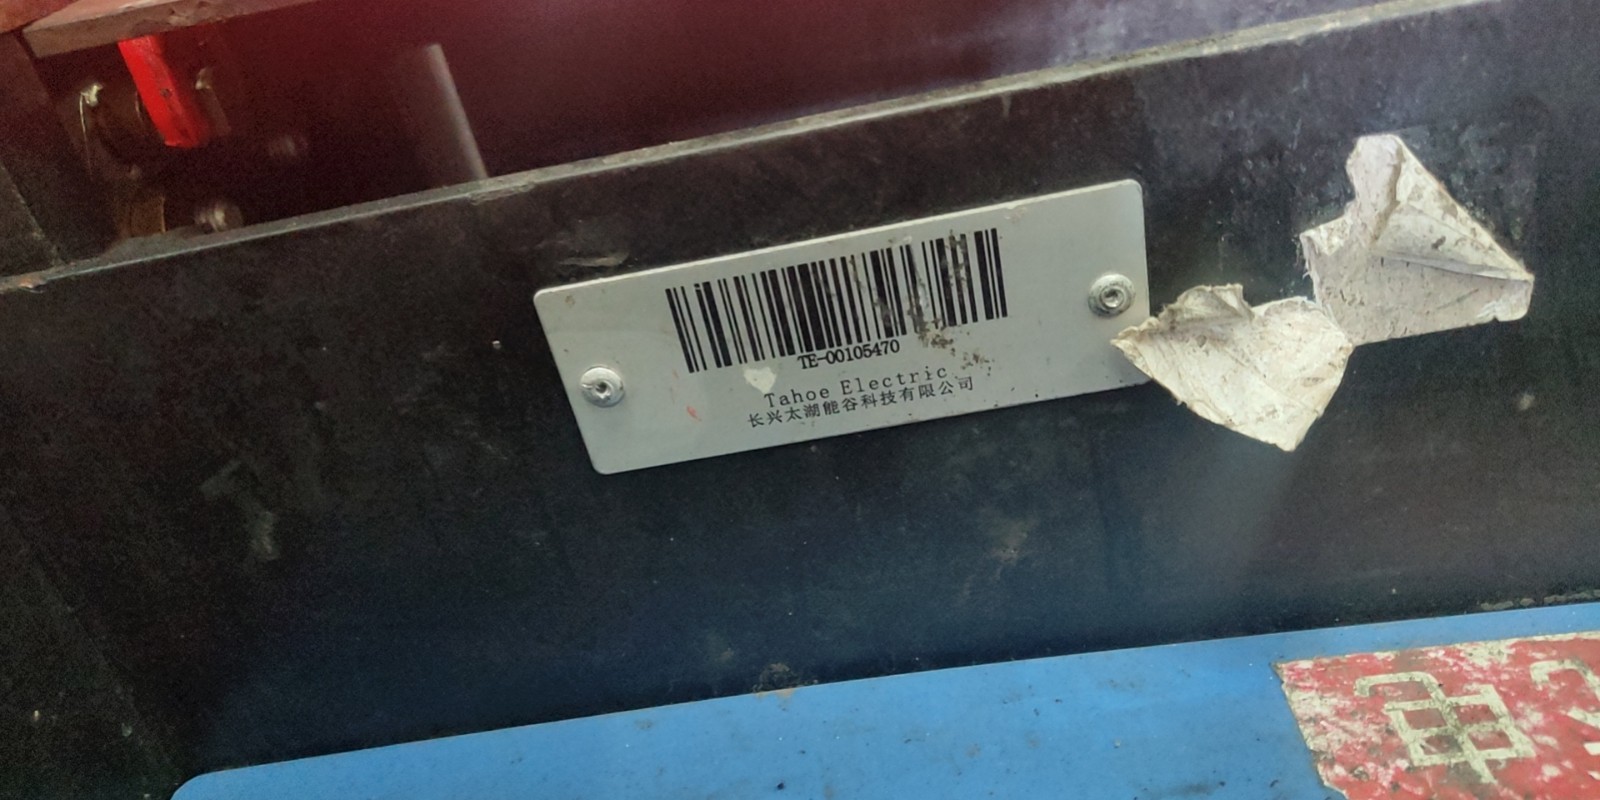 TE-00105470
Tahoe Electric
长兴太湖能谷科技有限公司